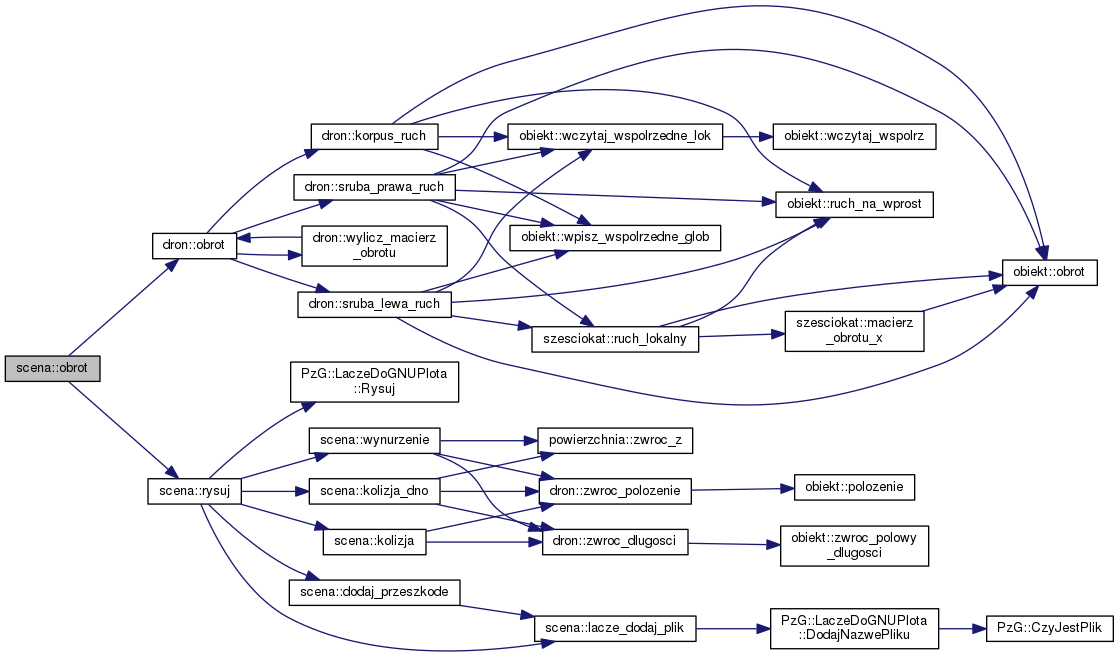 scena::obrot
dron::obrot
scena::rysuj
dron::korpus_ruch
dron::sruba_prawa_ruch
dron::wylicz_macierz
_obrotu
dron::sruba_lewa_ruch
PzG::LaczeDoGNUPlota
::Rysuj
scena::wynurzenie
scena::kolizja_dno
scena::kolizja
scena::dodaj_przeszkode
obiekt::wczytaj_wspolrzedne_lok
obiekt::wpisz_wspolrzedne_glob
szesciokat::ruch_lokalny
powierzchnia::zwroc_z
dron::zwroc_polozenie
dron::zwroc_dlugosci
scena::lacze_dodaj_plik
obiekt::wczytaj_wspolrz
obiekt::ruch_na_wprost
szesciokat::macierz
_obrotu_x
obiekt::polozenie
obiekt::zwroc_polowy
_dlugosci
PzG::LaczeDoGNUPlota
::DodajNazwePliku
obiekt::obrot
PzG::CzyJestPlik